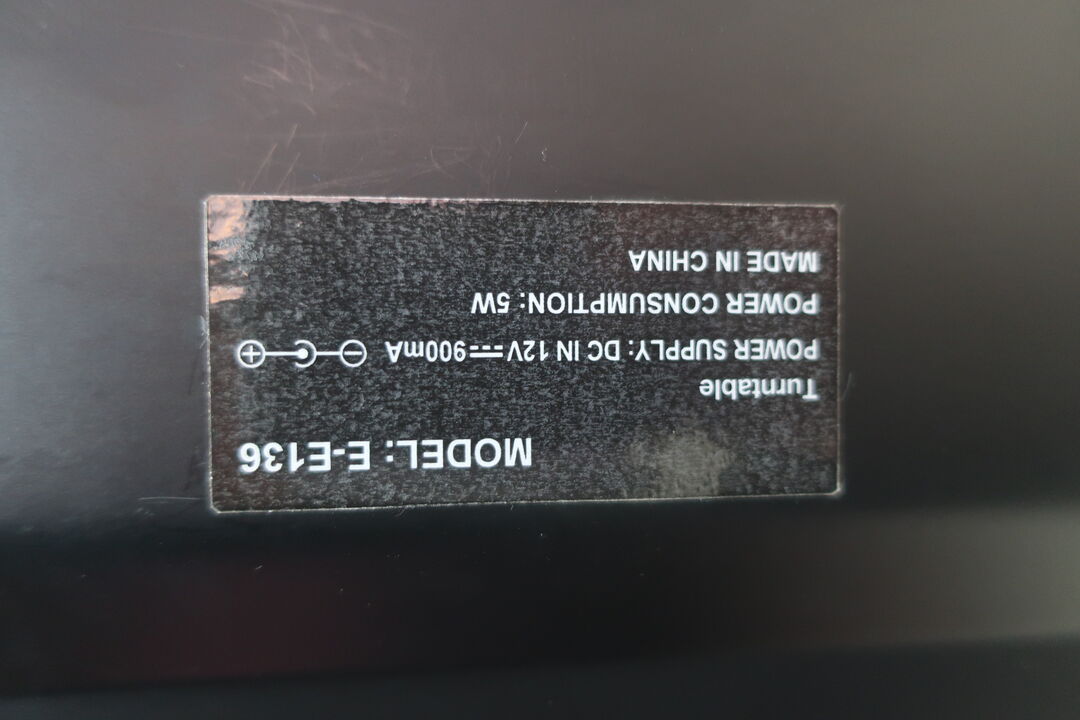 MODEL: E-E136
Turntable
POWER SUPPLY: DC IN 12V⎓900mA
POWER CONSUMPTION: 5W
MADE IN CHINA